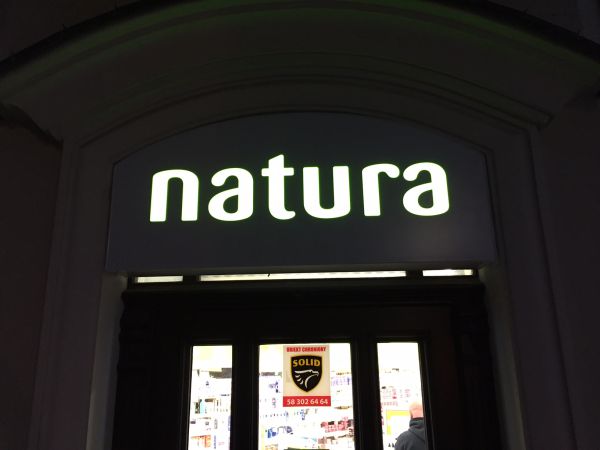 natura
OBIEKT CHRONIONY
SOLID
58 302 64 64